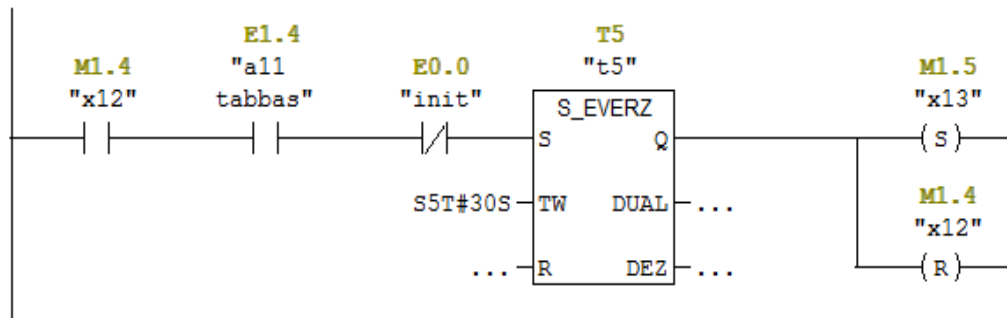 E1.4 T5
M1.4 "all E0.0 "t5" M1.5
"x12" tabbas" "init" "x13"
S_EVERZ
S Q S
S5T#30S TW DUAL ... M1.4
"x12"
... R DEZ ... R